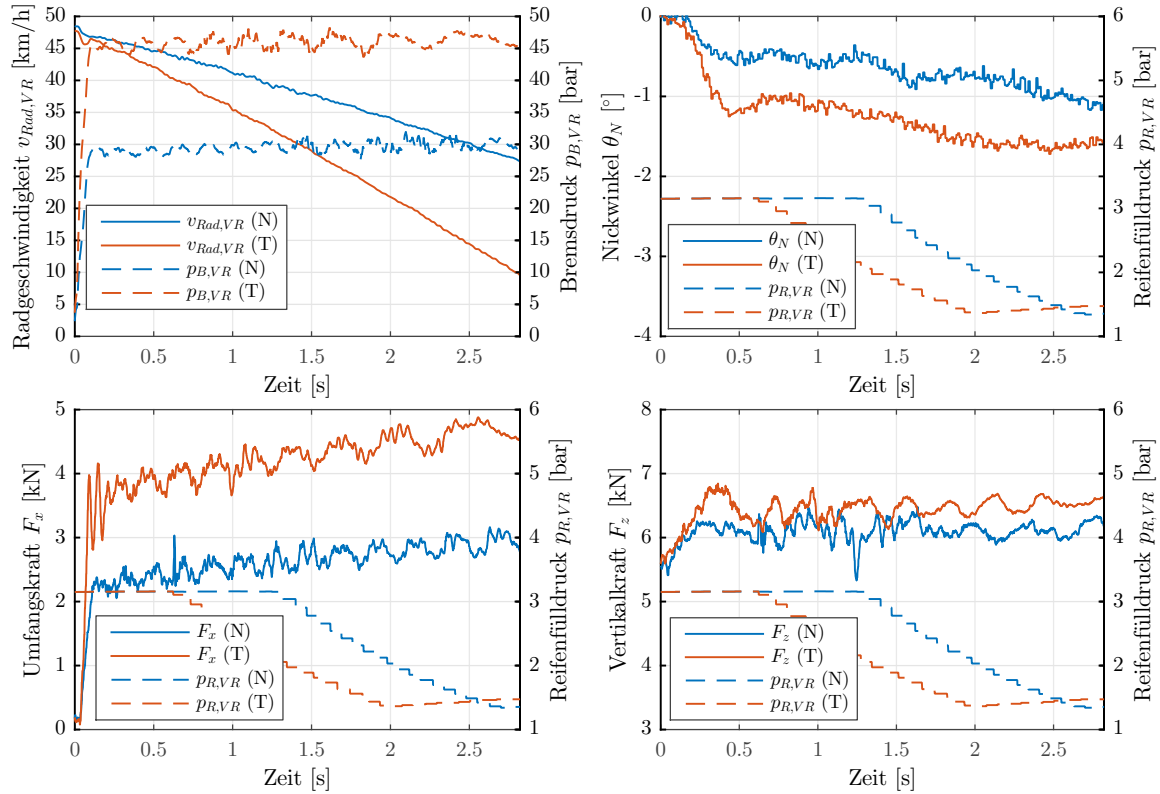 Radgeschwindigkeit v_{Rad,VR} [km/h]
50
45
40
35
30
25
20
15
10
5
0
v_{Rad,VR} (N)
v_{Rad,VR} (T)
p_{B,VR} (N)
p_{B,VR} (T)
50
45
40
35
30
25
20
15
10
5
0
Bremsdruck p_{B,VR} [bar]
0 0.5 1 1.5 2 2.5
Zeit [s]
Nickwinkel θ_N [°]
0
-1
-2
-3
-4
θ_N (N)
θ_N (T)
p_{R,VR} (N)
p_{R,VR} (T)
6
5
4
3
2
1
Reifenfülldruck p_{R,VR} [bar]
0 0.5 1 1.5 2 2.5
Zeit [s]
Umfangskraft F_x [kN]
5
4
3
2
1
0
F_x (N)
F_x (T)
p_{R,VR} (N)
p_{R,VR} (T)
6
5
4
3
2
1
Reifenfülldruck p_{R,VR} [bar]
0 0.5 1 1.5 2 2.5
Zeit [s]
Vertikalkraft F_z [kN]
8
7
6
5
4
3
F_z (N)
F_z (T)
p_{R,VR} (N)
p_{R,VR} (T)
6
5
4
3
2
1
Reifenfülldruck p_{R,VR} [bar]
0 0.5 1 1.5 2 2.5
Zeit [s]